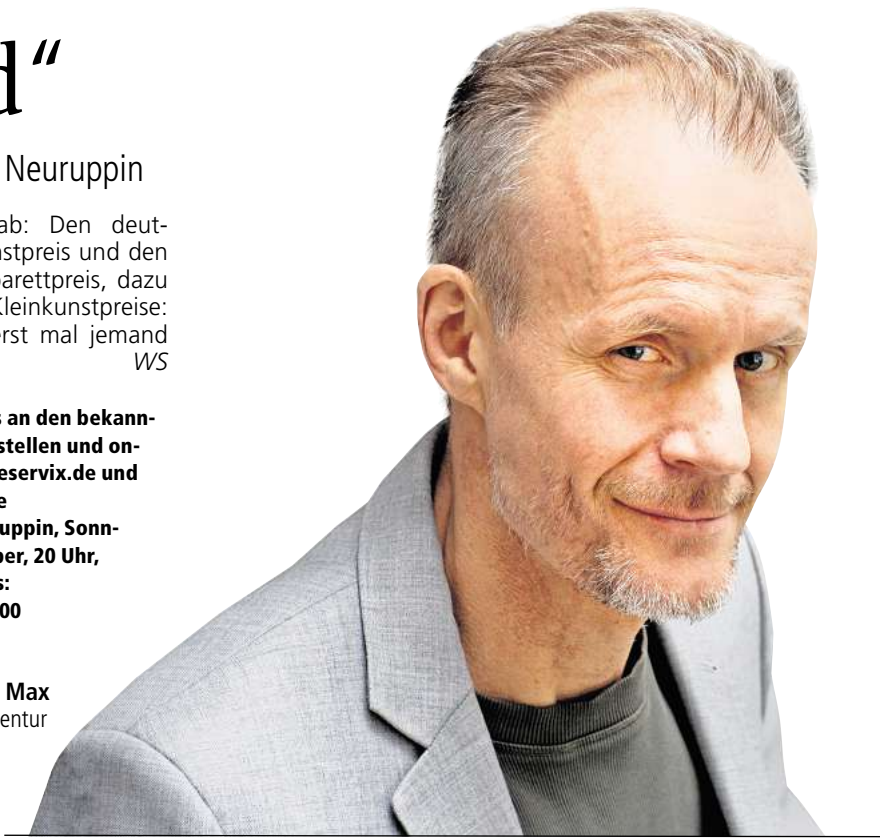 d“
Neuruppin
ab: Den deut-
nstpreis und den
arettpreis, dazu
Kleinkunstpreise:
erst mal jemand
WS
s an den bekann-
stellen und on-
eservix.de und
e
uppin, Sonn-
ber, 20 Uhr,
s:
00
Max
entur